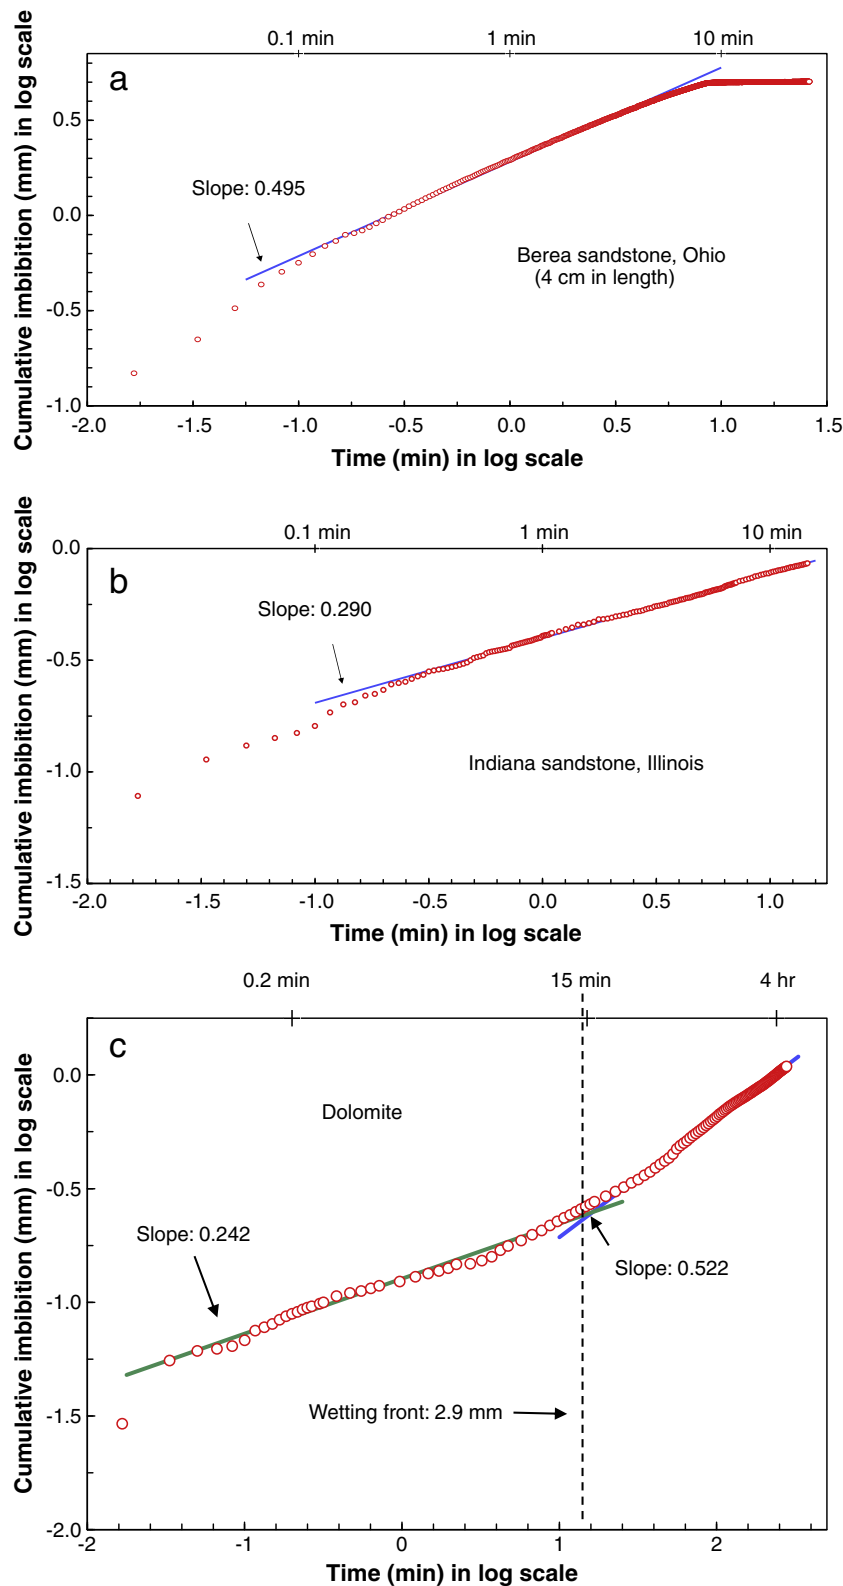 0.1 min 1 min 10 min
a
Cumulative imbibition (mm) in log scale
0.5
0.0
-0.5
-1.0
Slope: 0.495
Berea sandstone, Ohio
(4 cm in length)
-2.0 -1.5 -1.0 -0.5 0.0 0.5 1.0 1.5
Time (min) in log scale
0.1 min 1 min 10 min
b
Cumulative imbibition (mm) in log scale
0.0
-0.5
-1.0
-1.5
Slope: 0.290
Indiana sandstone, Illinois
-2.0 -1.5 -1.0 -0.5 0.0 0.5 1.0
Time (min) in log scale
0.2 min 15 min 4 hr
c
Cumulative imbibition (mm) in log scale
0.0
-0.5
-1.0
-1.5
-2.0
Dolomite
Slope: 0.242
Slope: 0.522
Wetting front: 2.9 mm
-2 -1 0 1 2
Time (min) in log scale